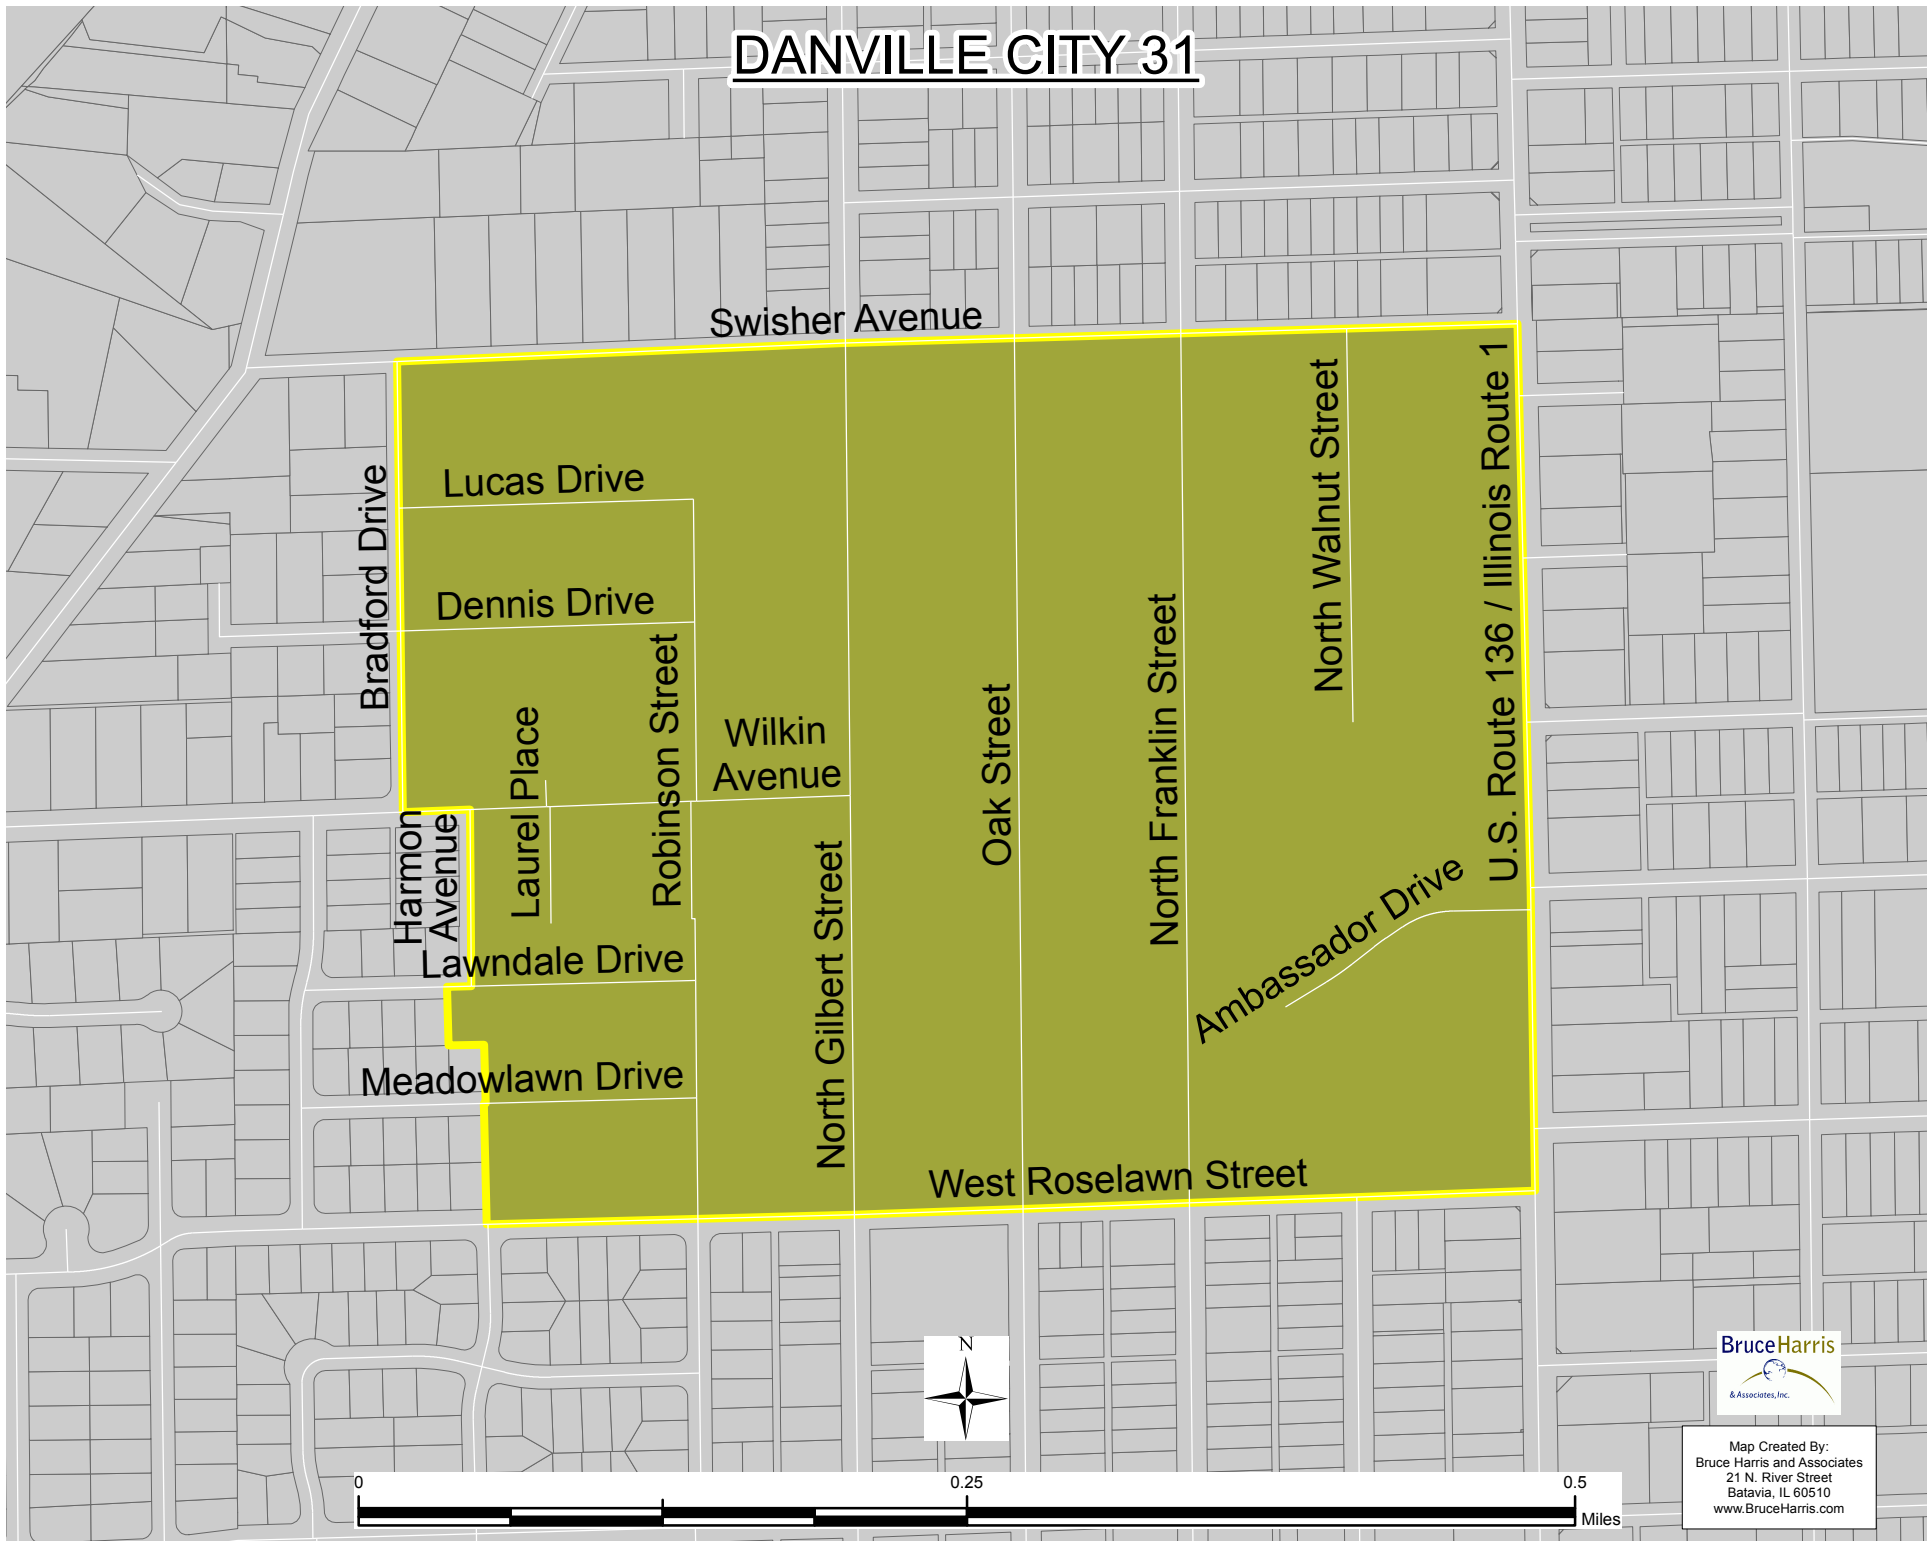 DANVILLE CITY 31
Swisher Avenue
Lucas Drive
Bradford Drive
Dennis Drive
Robinson Street
Laurel Place
Wilkin
Avenue
Harmon
Avenue
Lawndale Drive
Meadowlawn Drive
North Gilbert Street
Oak Street
North Franklin Street
North Walnut Street
U.S. Route 136 / Illinois Route 1
Ambassador Drive
West Roselawn Street
N
BruceHarris
& Associates, Inc.
Map Created By:
Bruce Harris and Associates
21 N. River Street
Batavia, IL 60510
www.BruceHarris.com
0
0.25
0.5
Miles